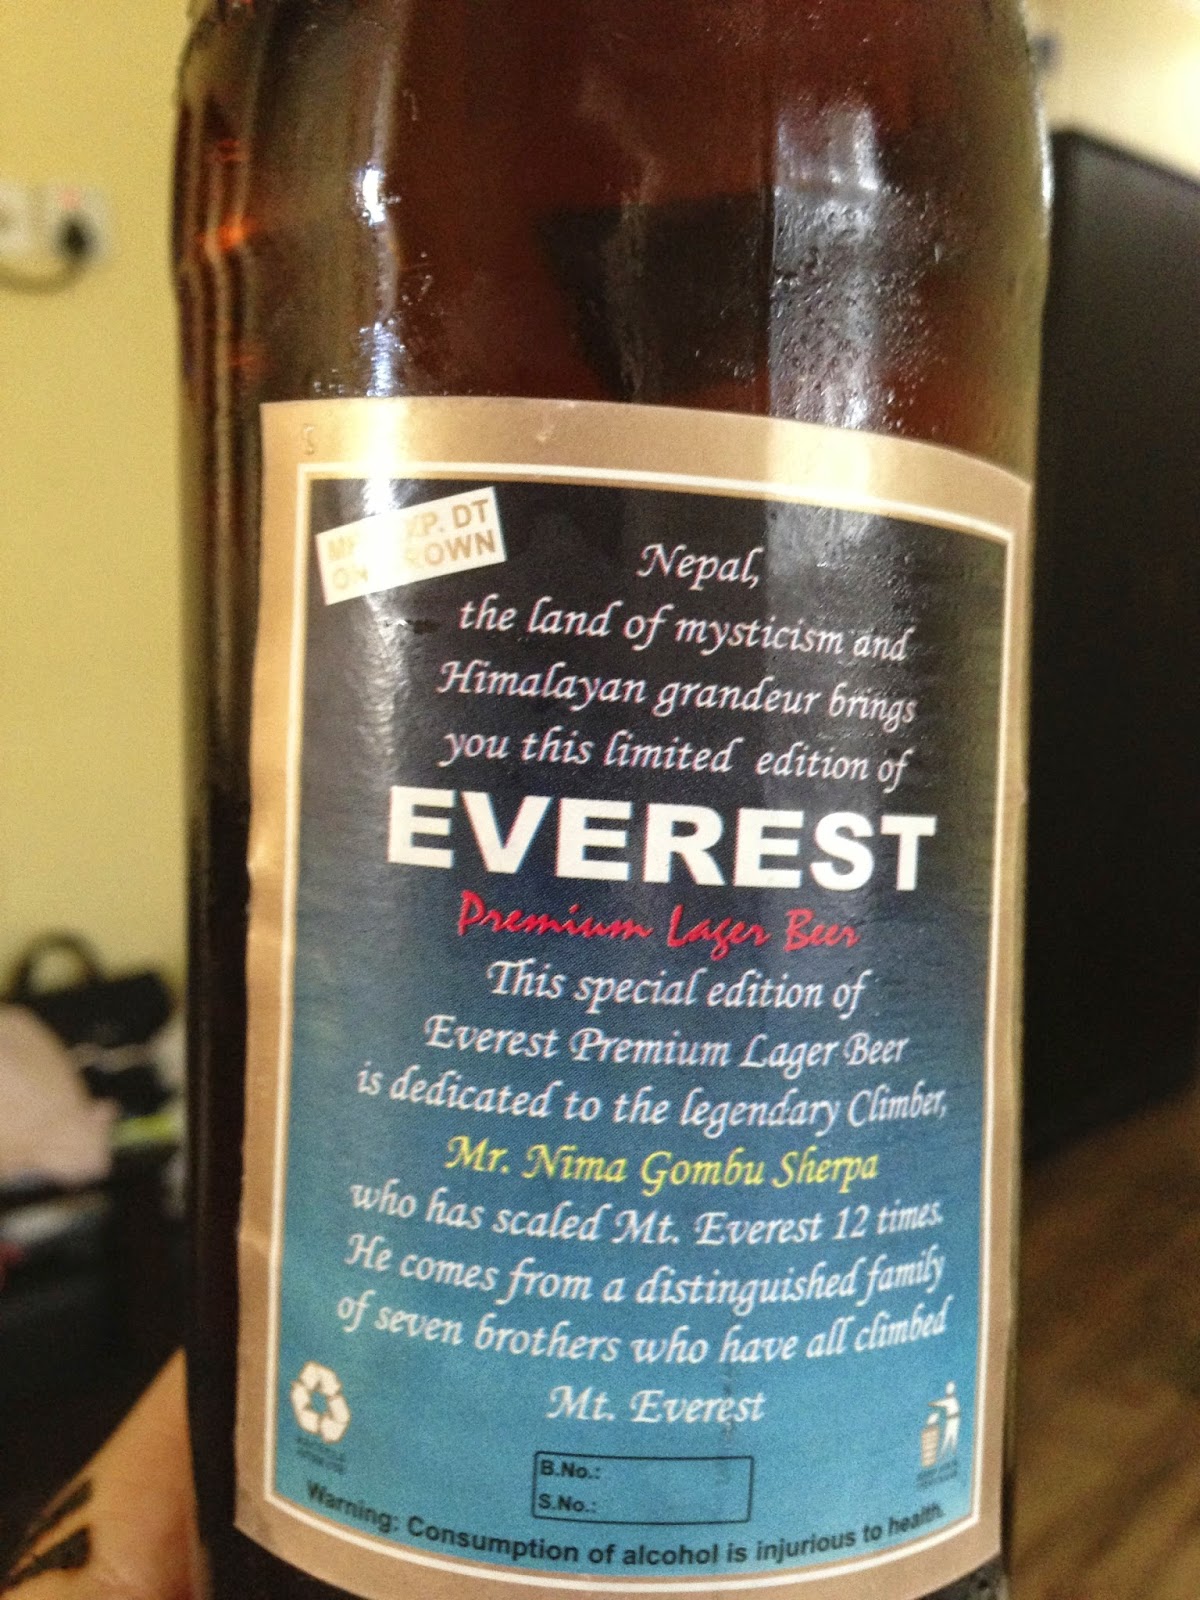 XP. DT
ROWN
Nepal,
the land of mysticism and
Himalayan grandeur brings
you this limited edition of
EVEREST
Premium Lager Beer
This special edition of
Everest Premium Lager Beer
is dedicated to the legendary Climber,
Mr. Nima Gombu Sherpa
who has scaled Mt. Everest 12 times.
He comes from a distinguished family
of seven brothers who have all climbed
Mt. Everest
B.No.:
S.No.:
Warning: Consumption of alcohol is injurious to health.